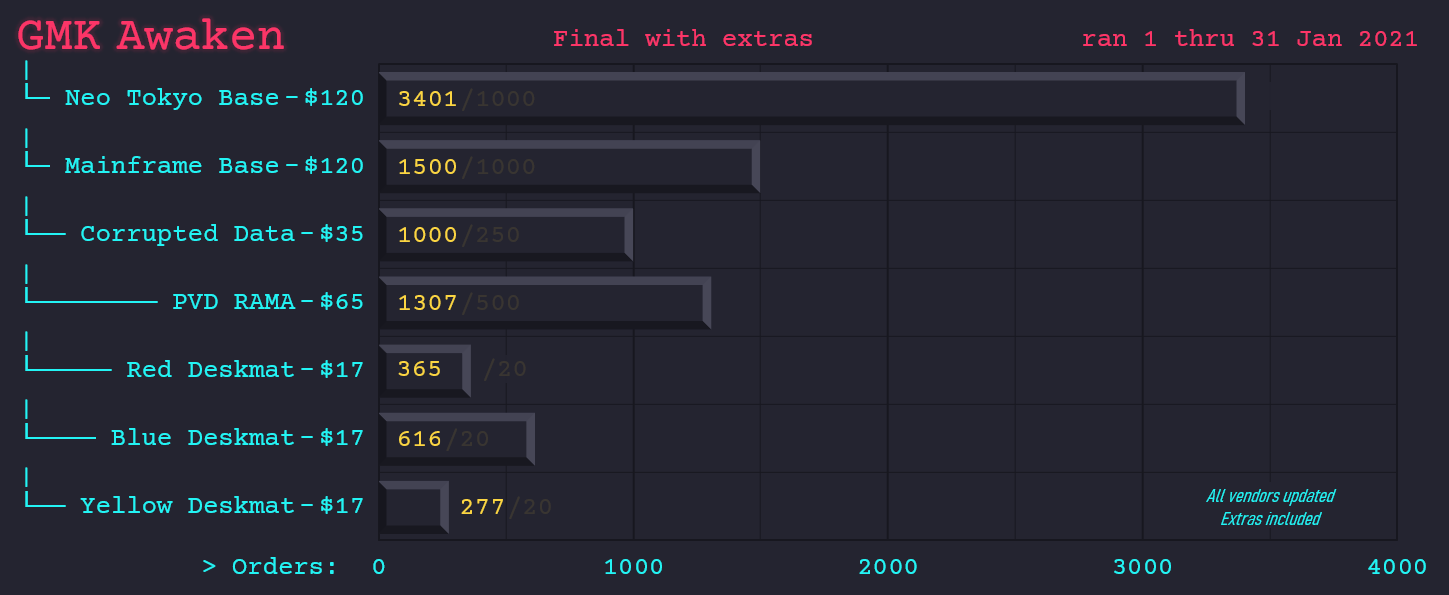 GMK Awaken
Final with extras
ran 1 thru 31 Jan 2021
Neo Tokyo Base-$120 3401/1000
Mainframe Base-$120 1500/1000
Corrupted Data-$35 1000/250
PVD RAMA-$65 1307/500
Red Deskmat-$17 365 /20
Blue Deskmat-$17 616/20
Yellow Deskmat-$17 277/20
All vendors updated
Extras included
> Orders: 0 1000 2000 3000 4000